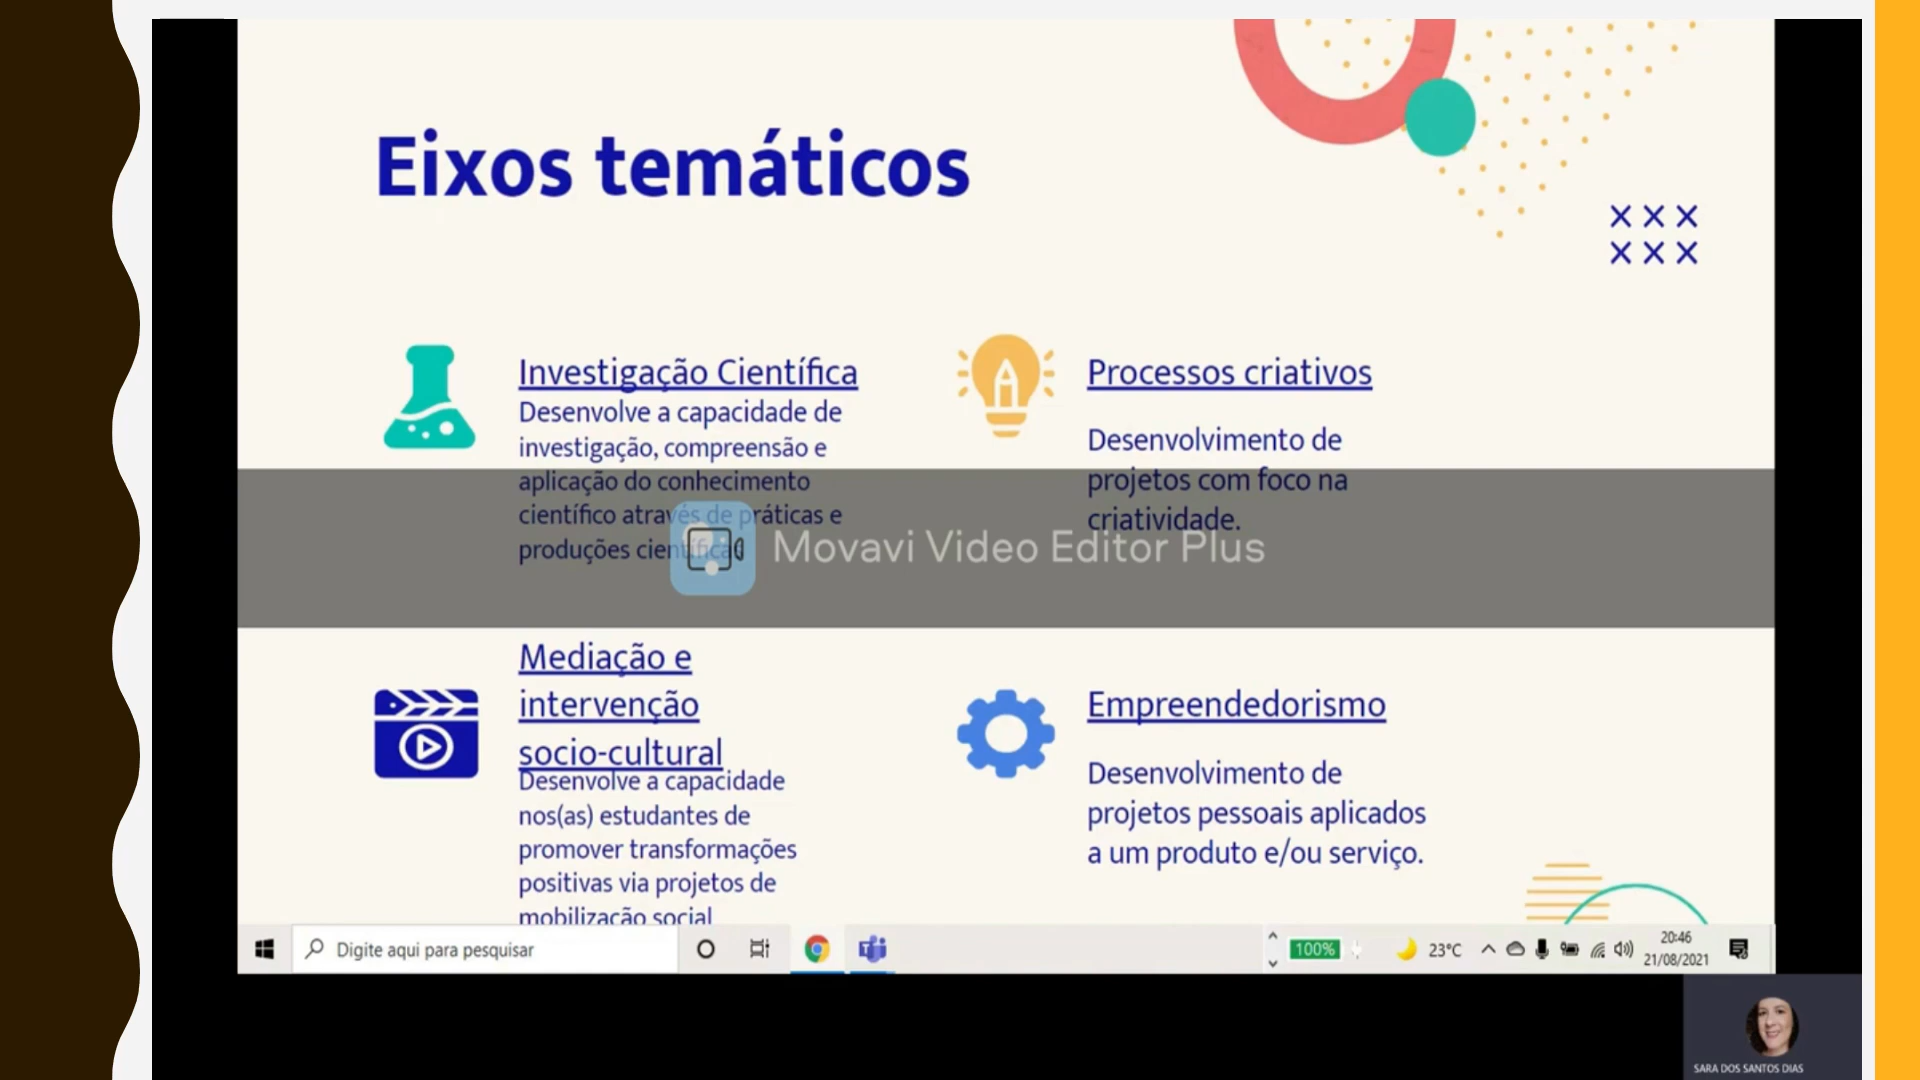 Eixos temáticos
Investigação Científica
Desenvolve a capacidade de
investigação, compreensão e
aplicação do conhecimento
científico através de práticas e
produções científicas
Processos criativos
Desenvolvimento de
projetos com foco na
criatividade.
Movavi Video Editor Plus
Mediação e
intervenção
socio-cultural
Desenvolve a capacidade
nos(as) estudantes de
promover transformações
positivas via projetos de
mobilização social
Empreendedorismo
Desenvolvimento de
projetos pessoais aplicados
a um produto e/ou serviço.
Digite aqui para pesquisar
100%
23°C
20:46
21/08/2021
SARA DOS SANTOS DIAS